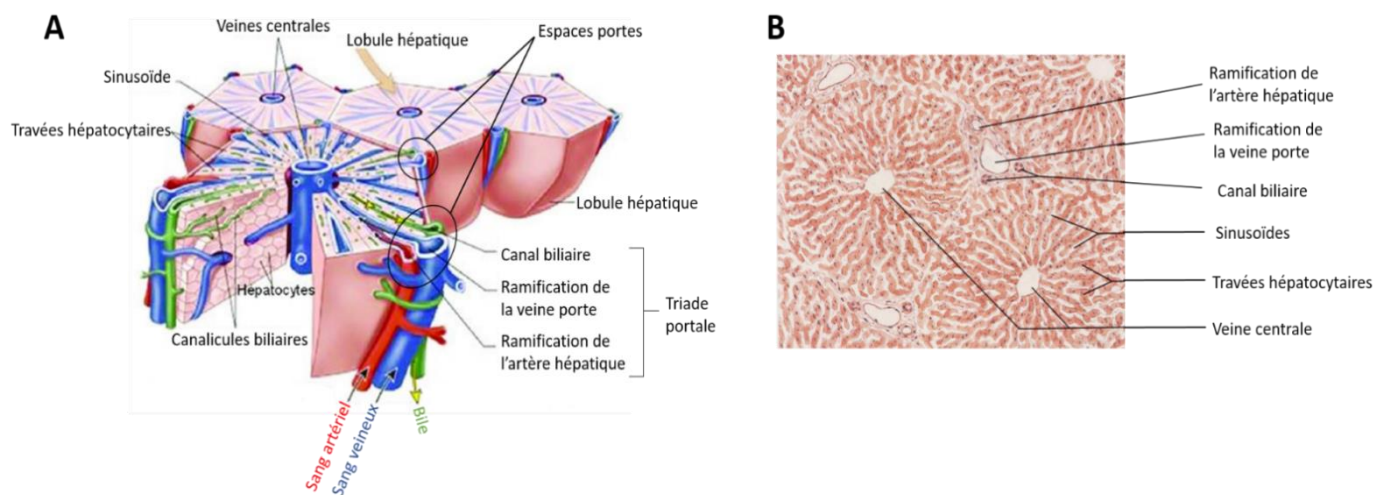 A
Veines centrales
Lobule hépatique
Espaces portes
Sinusoïde
Travées hépatocytaires
Lobule hépatique
Canal biliaire
Hepatocytes
Ramification de
la veine porte
Triade
portale
Canalicules biliaires
Ramification de
l'artère hépatique
Sang artériel
Sang veineux
Bile
B
Ramification de
l'artère hépatique
Ramification de
la veine porte
Canal biliaire
Sinusoïdes
Travées hépatocytaires
Veine centrale